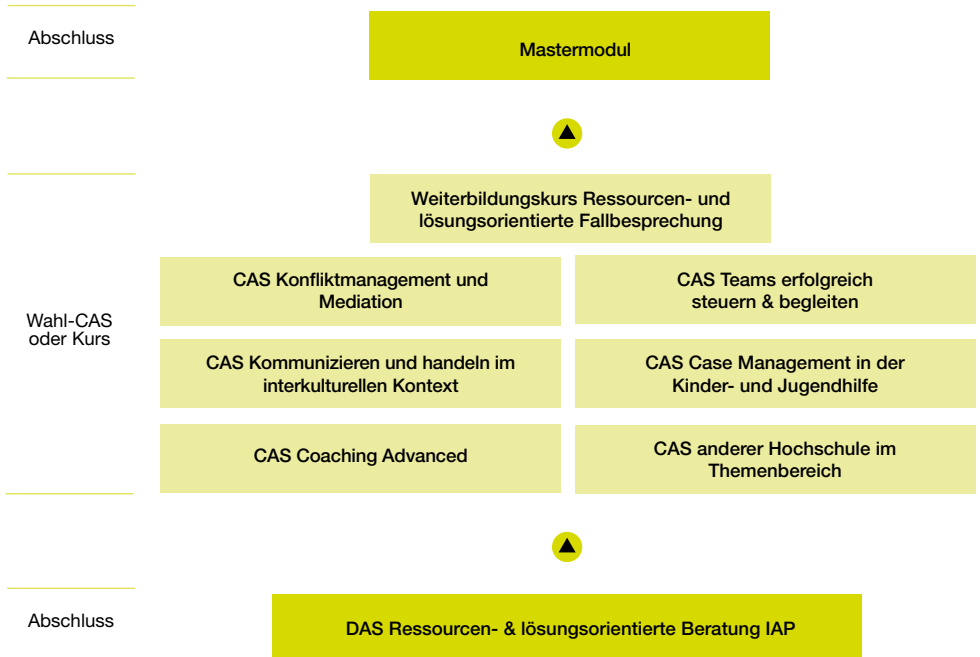 Abschluss
Mastermodul
Weiterbildungskurs Ressourcen- und
lösungsorientierte Fallbesprechung
Wahl-CAS
oder Kurs
CAS Konfliktmanagement und
Mediation
CAS Teams erfolgreich
steuern & begleiten
CAS Kommunizieren und handeln im
interkulturellen Kontext
CAS Case Management in der
Kinder- und Jugendhilfe
CAS Coaching Advanced
CAS anderer Hochschule im
Themenbereich
Abschluss
DAS Ressourcen- & lösungsorientierte Beratung IAP